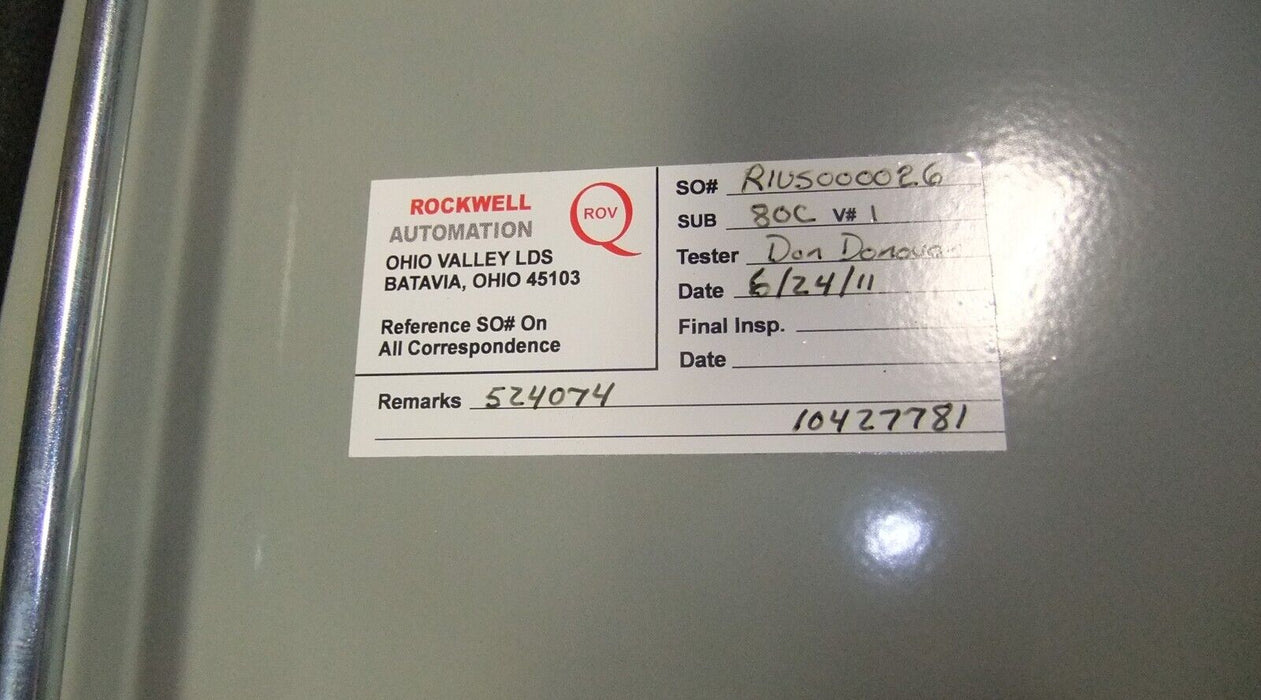 ROCKWELL
AUTOMATION
OHIO VALLEY LDS
BATAVIA, OHIO 45103
Reference SO# On
All Correspondence
ROV
SO# R1US000026
SUB 80C V# 1
Tester Don Donovan
Date 6/24/11
Final Insp.
Date
Remarks 524074
10427781